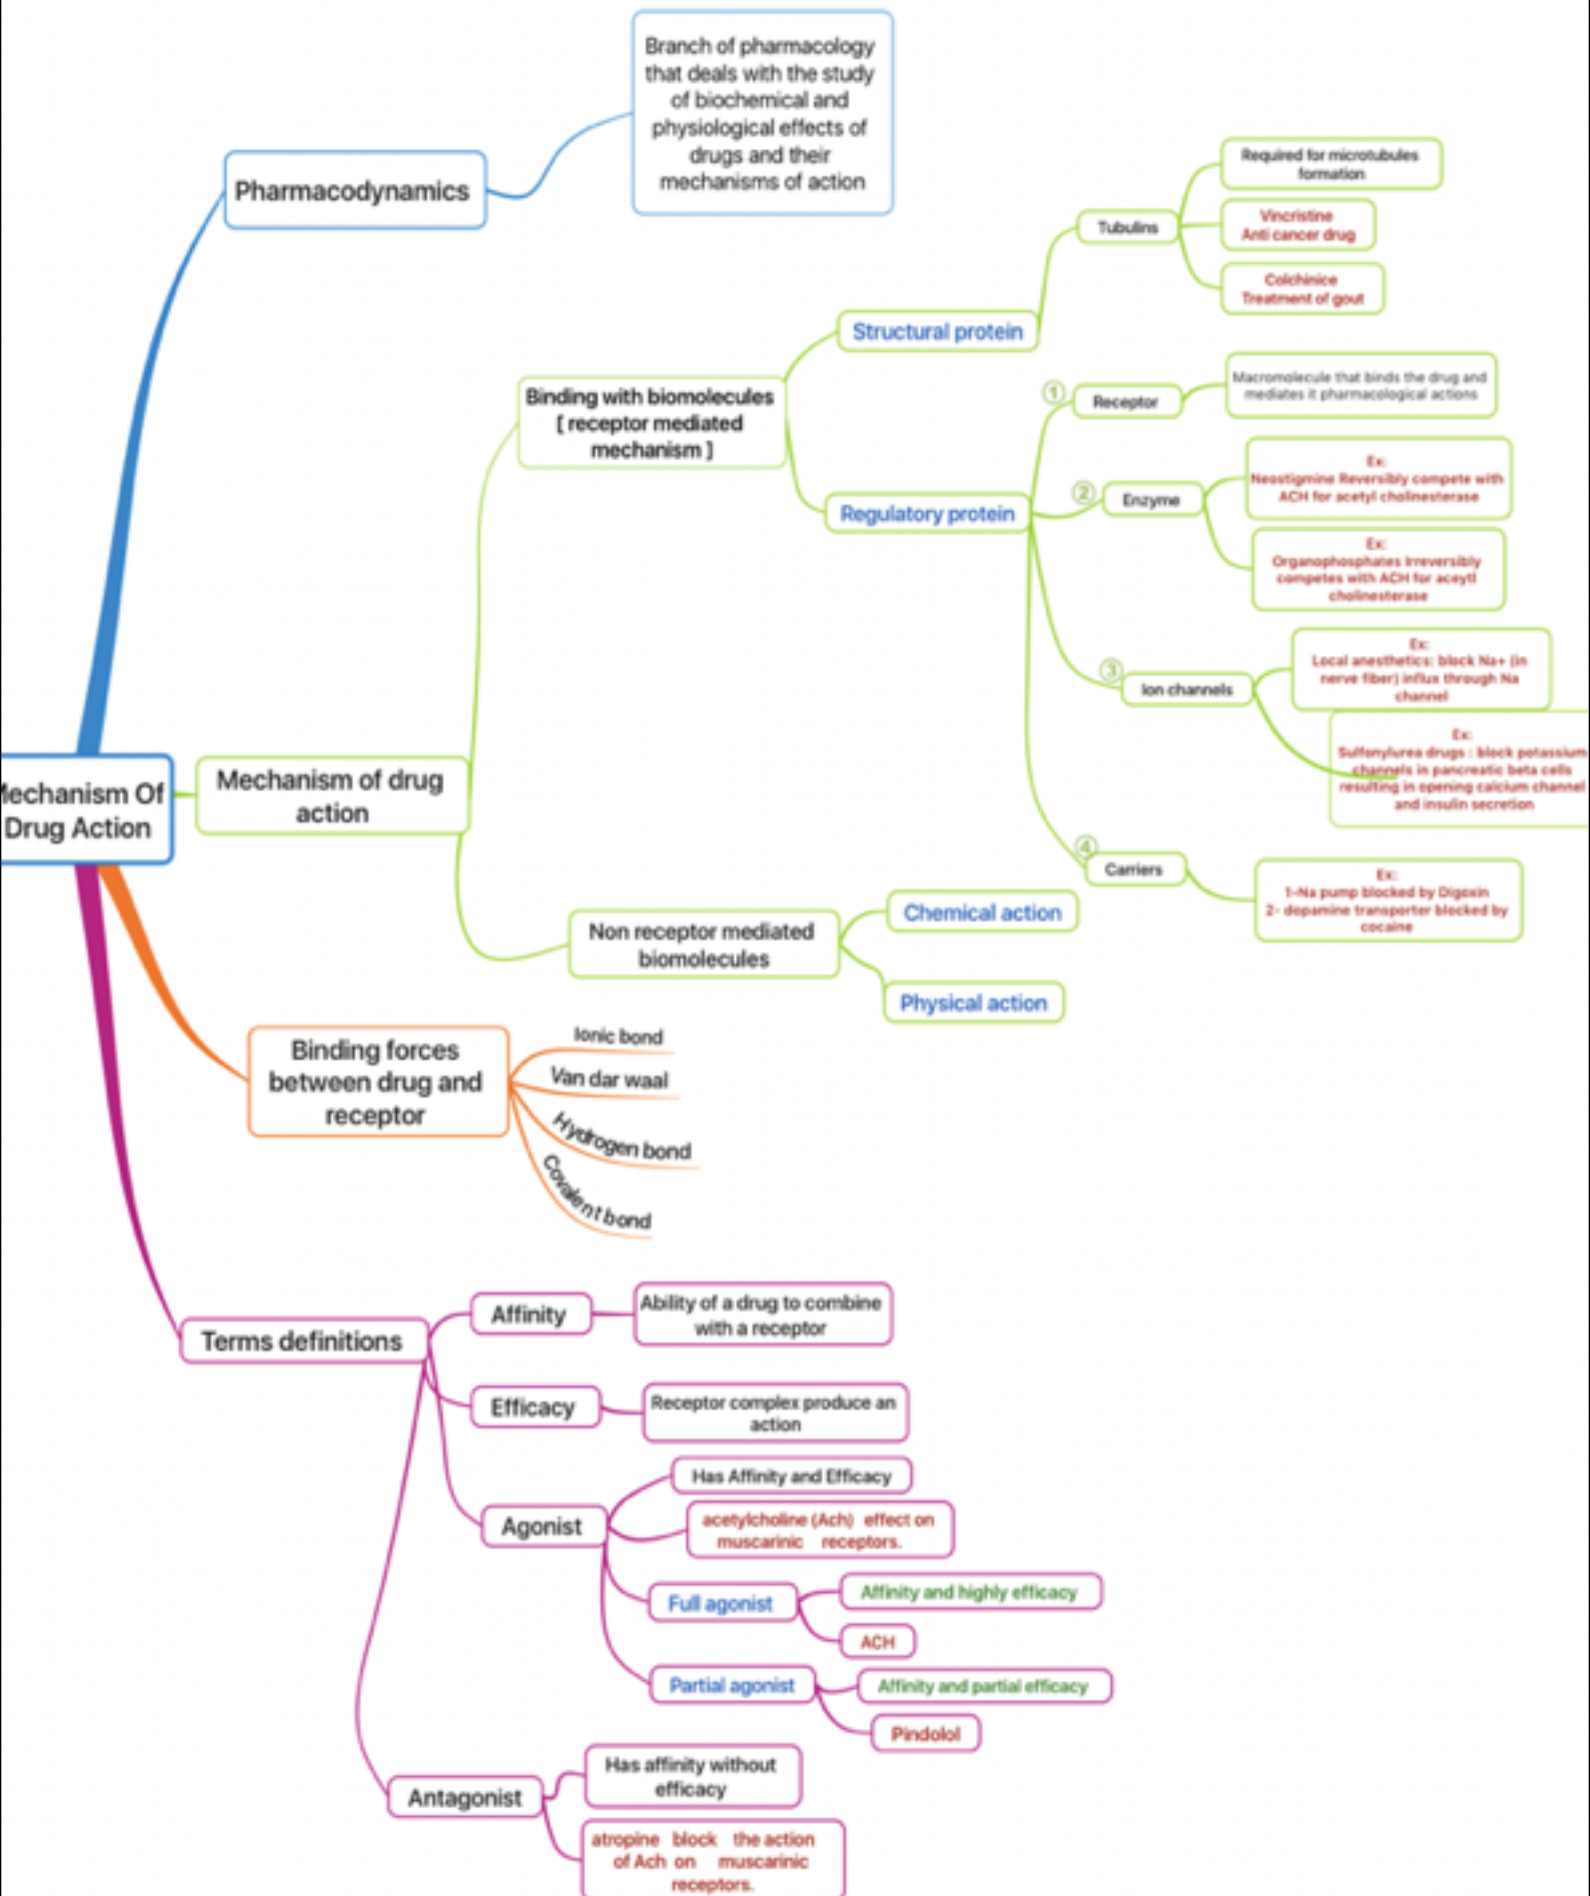 Branch of pharmacology
that deals with the study
of biochemical and
physiological effects of
drugs and their
mechanisms of action
Pharmacodynamics
Required for microtubules
formation
Tubulins
Vincristine
Anti cancer drug
Colchinice
Treatment of gout
Structural protein
Binding with biomolecules
[ receptor mediated
mechanism ]
1
Receptor
Macromolecule that binds the drug and
mediates it pharmacological actions
Regulatory protein
2
Enzyme
Ex:
Neostigmine Reversibly compete with
ACH for acetyl cholinesterase
Ex:
Organophosphates Irreversibly
competes with ACH for aceytl
cholinesterase
3
Ion channels
Ex:
Local anesthetics: block Na+ (in
nerve fiber) influx through Na
channel
Ex:
Sulfonylurea drugs : block potassium
channels in pancreatic beta cells
resulting in opening calcium channel
and insulin secretion
4
Carriers
Ex:
1-Na pump blocked by Digoxin
2- dopamine transporter blocked by
cocaine
Mechanism Of
Drug Action
Mechanism of drug
action
Non receptor mediated
biomolecules
Chemical action
Physical action
Binding forces
between drug and
receptor
Ionic bond
Van dar waal
Hydrogen bond
Covalent bond
Terms definitions
Affinity
Ability of a drug to combine
with a receptor
Efficacy
Receptor complex produce an
action
Agonist
Has Affinity and Efficacy
acetylcholine (Ach) effect on
muscarinic receptors.
Full agonist
Affinity and highly efficacy
ACH
Partial agonist
Affinity and partial efficacy
Pindolol
Antagonist
Has affinity without
efficacy
atropine block the action
of Ach on muscarinic
receptors.